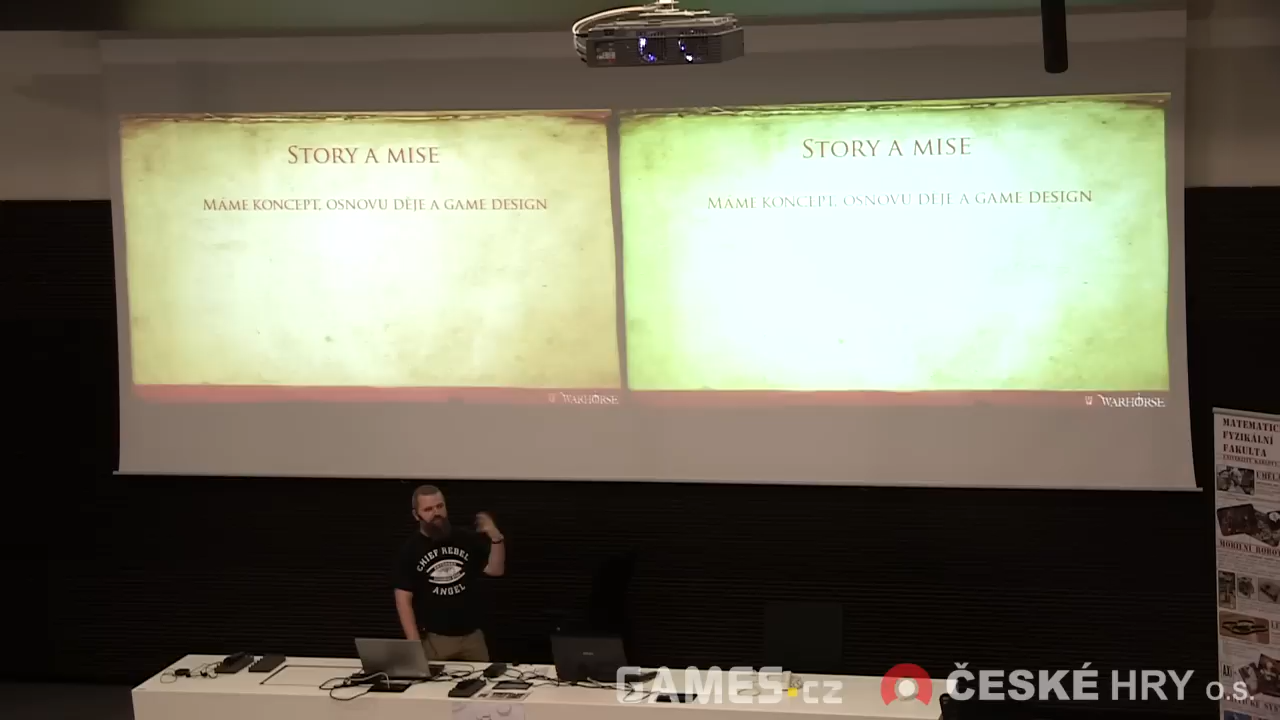 STORY A MISE
MÁME KONCEPT, OSNOVU DĚJE A GAME DESIGN
WARHORSE
STORY A MISE
MÁME KONCEPT, OSNOVU DĚJE A GAME DESIGN
WARHORSE
MATEMATIC
FYZIKÁLNÍ
FAKULTA
CHIEF REBEL
ANGEL
GAMES.CZ
ČESKÉ HRY O.S.